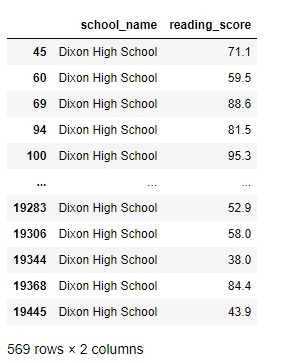 school_name reading_score
45 Dixon High School 71.1
60 Dixon High School 59.5
69 Dixon High School 88.6
94 Dixon High School 81.5
100 Dixon High School 95.3
... ... ...
19283 Dixon High School 52.9
19306 Dixon High School 58.0
19344 Dixon High School 38.0
19368 Dixon High School 84.4
19445 Dixon High School 43.9
569 rows × 2 columns